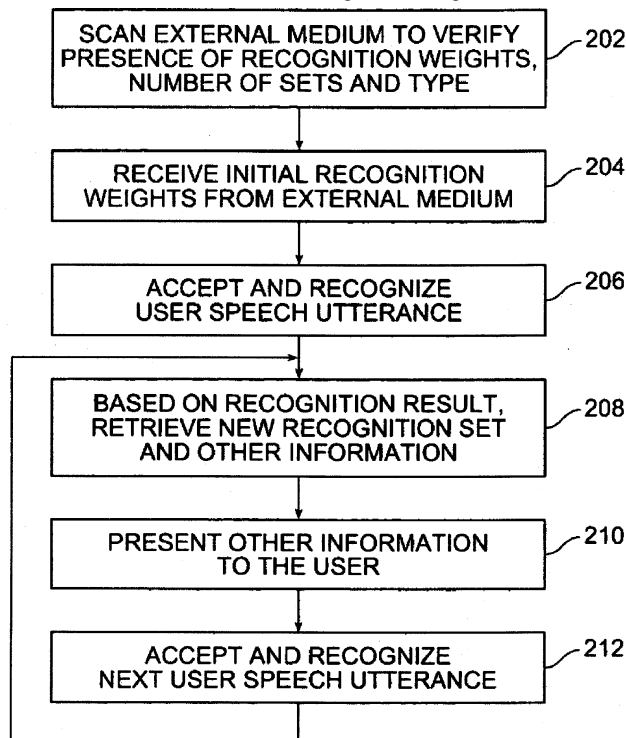 SCAN EXTERNAL MEDIUM TO VERIFY
PRESENCE OF RECOGNITION WEIGHTS,
NUMBER OF SETS AND TYPE
202
RECEIVE INITIAL RECOGNITION
WEIGHTS FROM EXTERNAL MEDIUM
204
ACCEPT AND RECOGNIZE
USER SPEECH UTTERANCE
206
BASED ON RECOGNITION RESULT,
RETRIEVE NEW RECOGNITION SET
AND OTHER INFORMATION
208
PRESENT OTHER INFORMATION
TO THE USER
210
ACCEPT AND RECOGNIZE
NEXT USER SPEECH UTTERANCE
212